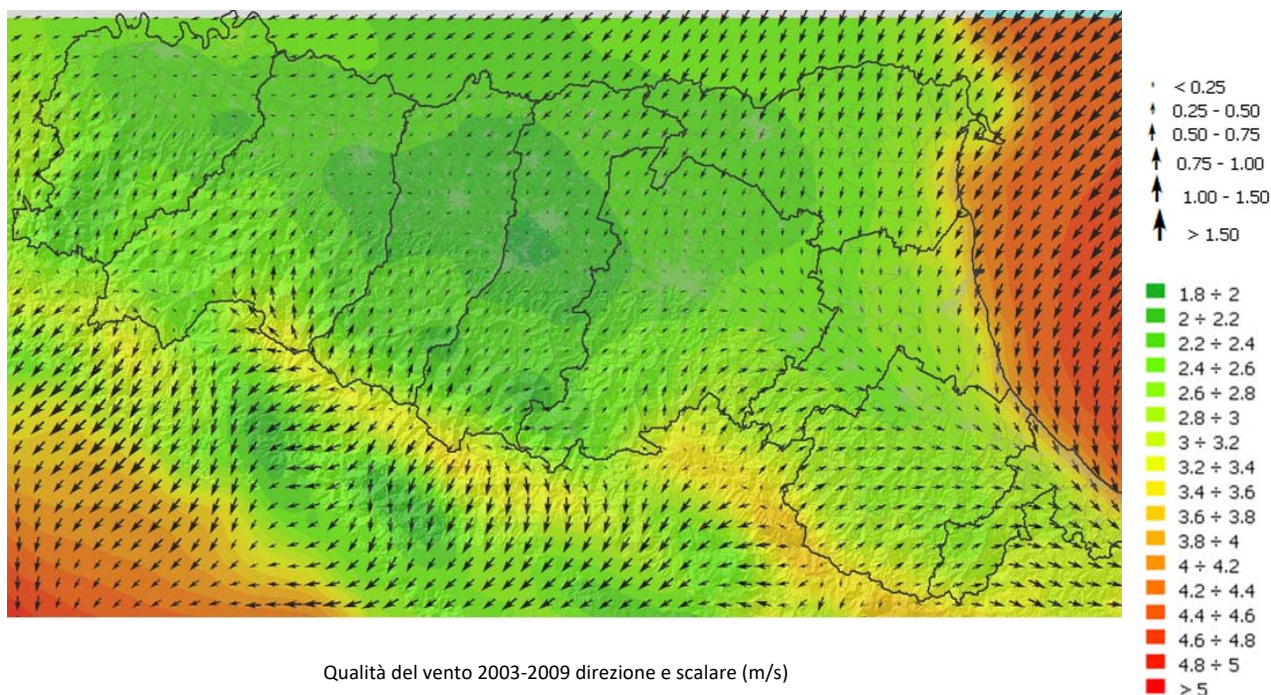 < 0.25
0.25 - 0.50
0.50 - 0.75
0.75 - 1.00
1.00 - 1.50
> 1.50
1.8 ÷ 2
2 ÷ 2.2
2.2 ÷ 2.4
2.4 ÷ 2.6
2.6 ÷ 2.8
2.8 ÷ 3
3 ÷ 3.2
3.2 ÷ 3.4
3.4 ÷ 3.6
3.6 ÷ 3.8
3.8 ÷ 4
4 ÷ 4.2
4.2 ÷ 4.4
4.4 ÷ 4.6
4.6 ÷ 4.8
4.8 ÷ 5
> 5
Qualità del vento 2003-2009 direzione e scalare (m/s)